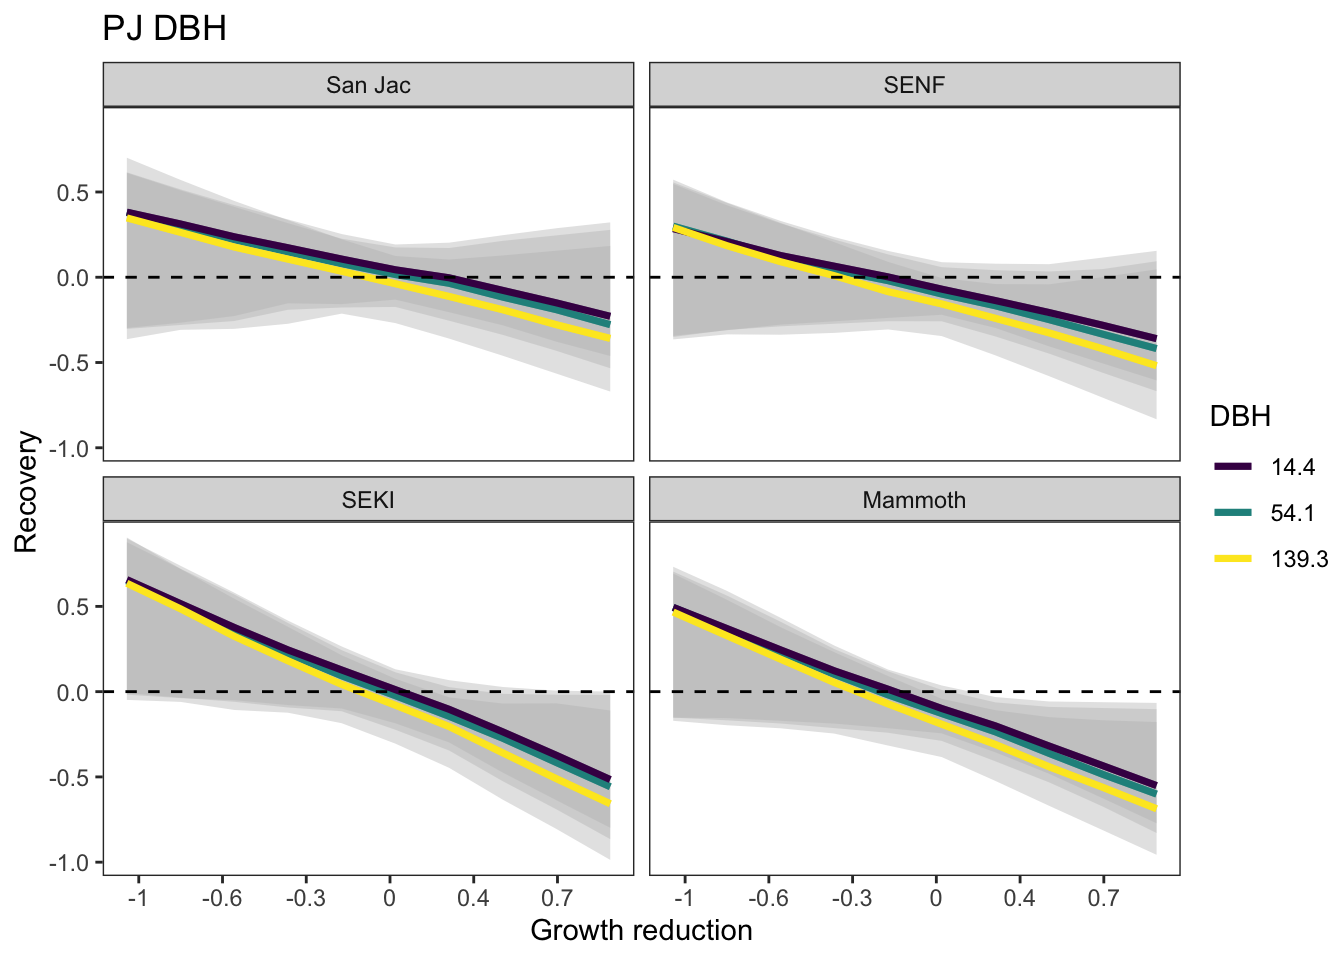 PJ DBH
San Jac
SENF
0.5
0.0
-0.5
-1.0
SEKI
Mammoth
0.5
0.0
-0.5
-1.0
-1 -0.6 -0.3 0 0.4 0.7
-1 -0.6 -0.3 0 0.4 0.7
Growth reduction
Recovery
DBH
14.4
54.1
139.3